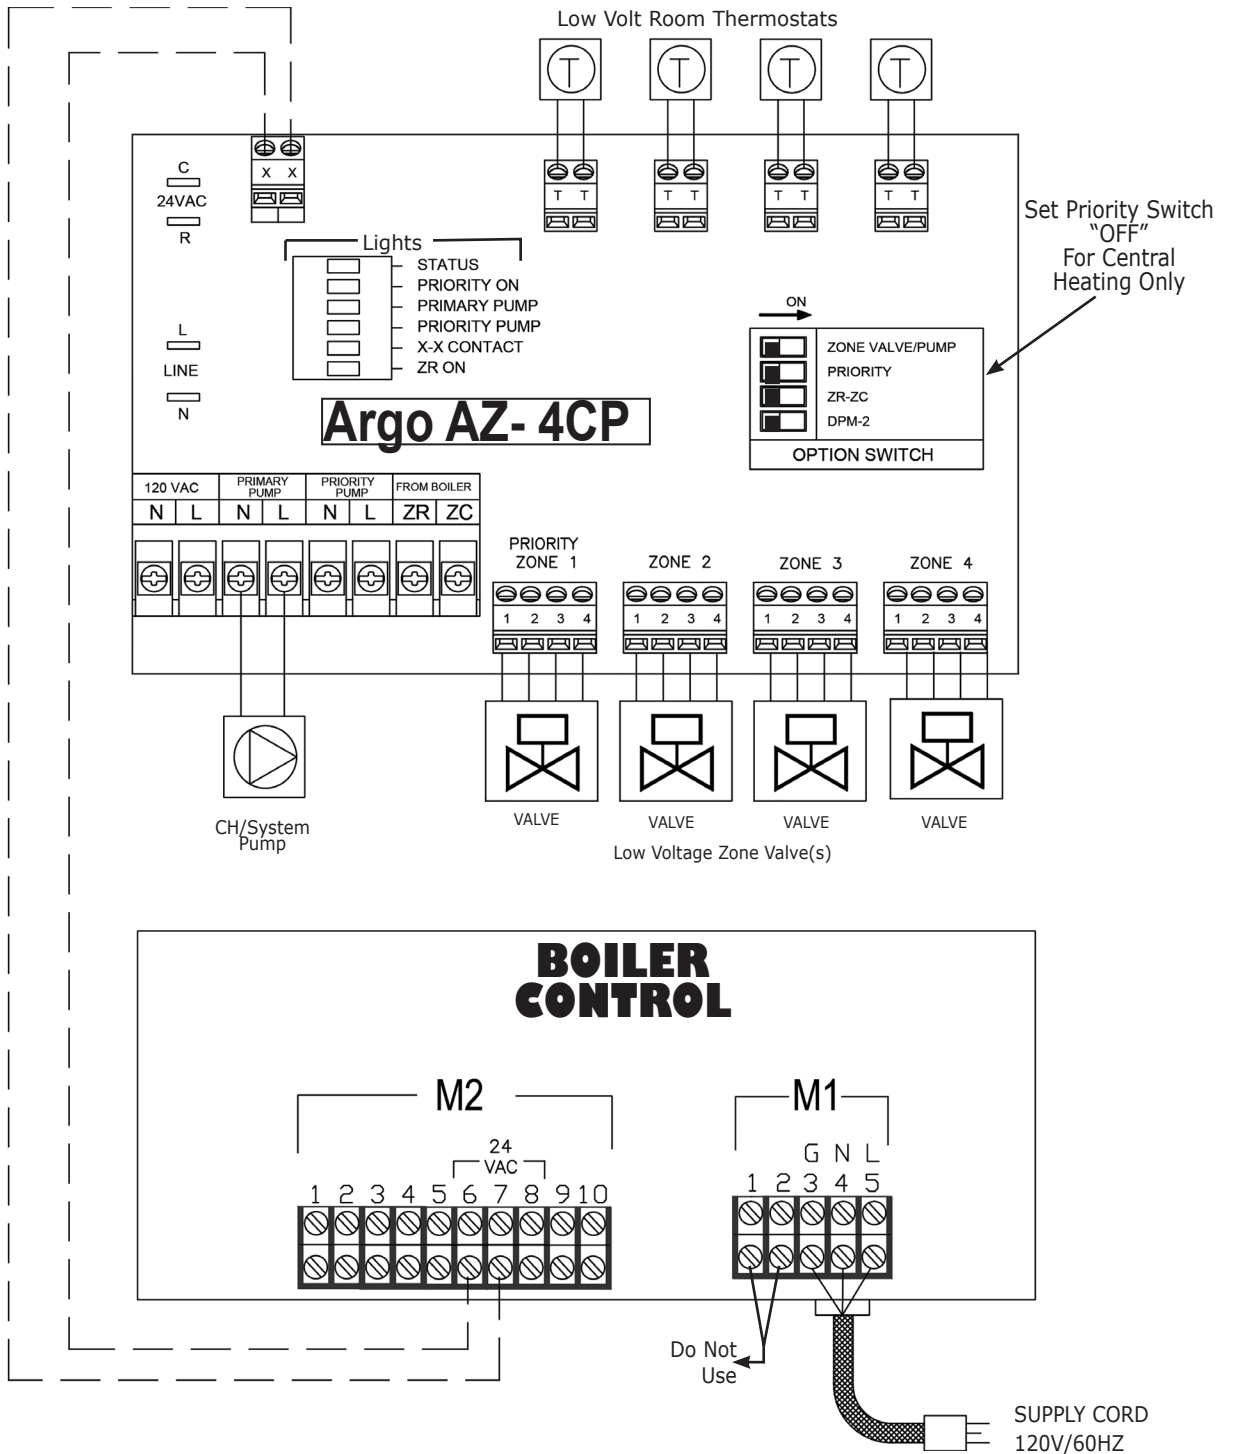 Low Volt Room Thermostats
T T T T
C
24VAC
R
X X
T T
T T
T T
T T
Set Priority Switch
“OFF”
For Central
Heating Only
Lights
STATUS
PRIORITY ON
PRIMARY PUMP
PRIORITY PUMP
X-X CONTACT
ZR ON
L
LINE
N
ON
ZONE VALVE/PUMP
PRIORITY
ZR-ZC
DPM-2
OPTION SWITCH
Argo AZ- 4CP
120 VAC
PRIMARY
PUMP
PRIORITY
PUMP
FROM BOILER
N L N L N L ZR ZC
PRIORITY
ZONE 1
ZONE 2
ZONE 3
ZONE 4
1 2 3 4
1 2 3 4
1 2 3 4
1 2 3 4
CH/System
Pump
VALVE
VALVE
VALVE
VALVE
Low Voltage Zone Valve(s)
BOILER
CONTROL
M2
M1
24
VAC
1 2 3 4 5 6 7 8 9 10
G N L
1 2 3 4 5
Do Not
Use
SUPPLY CORD
120V/60HZ